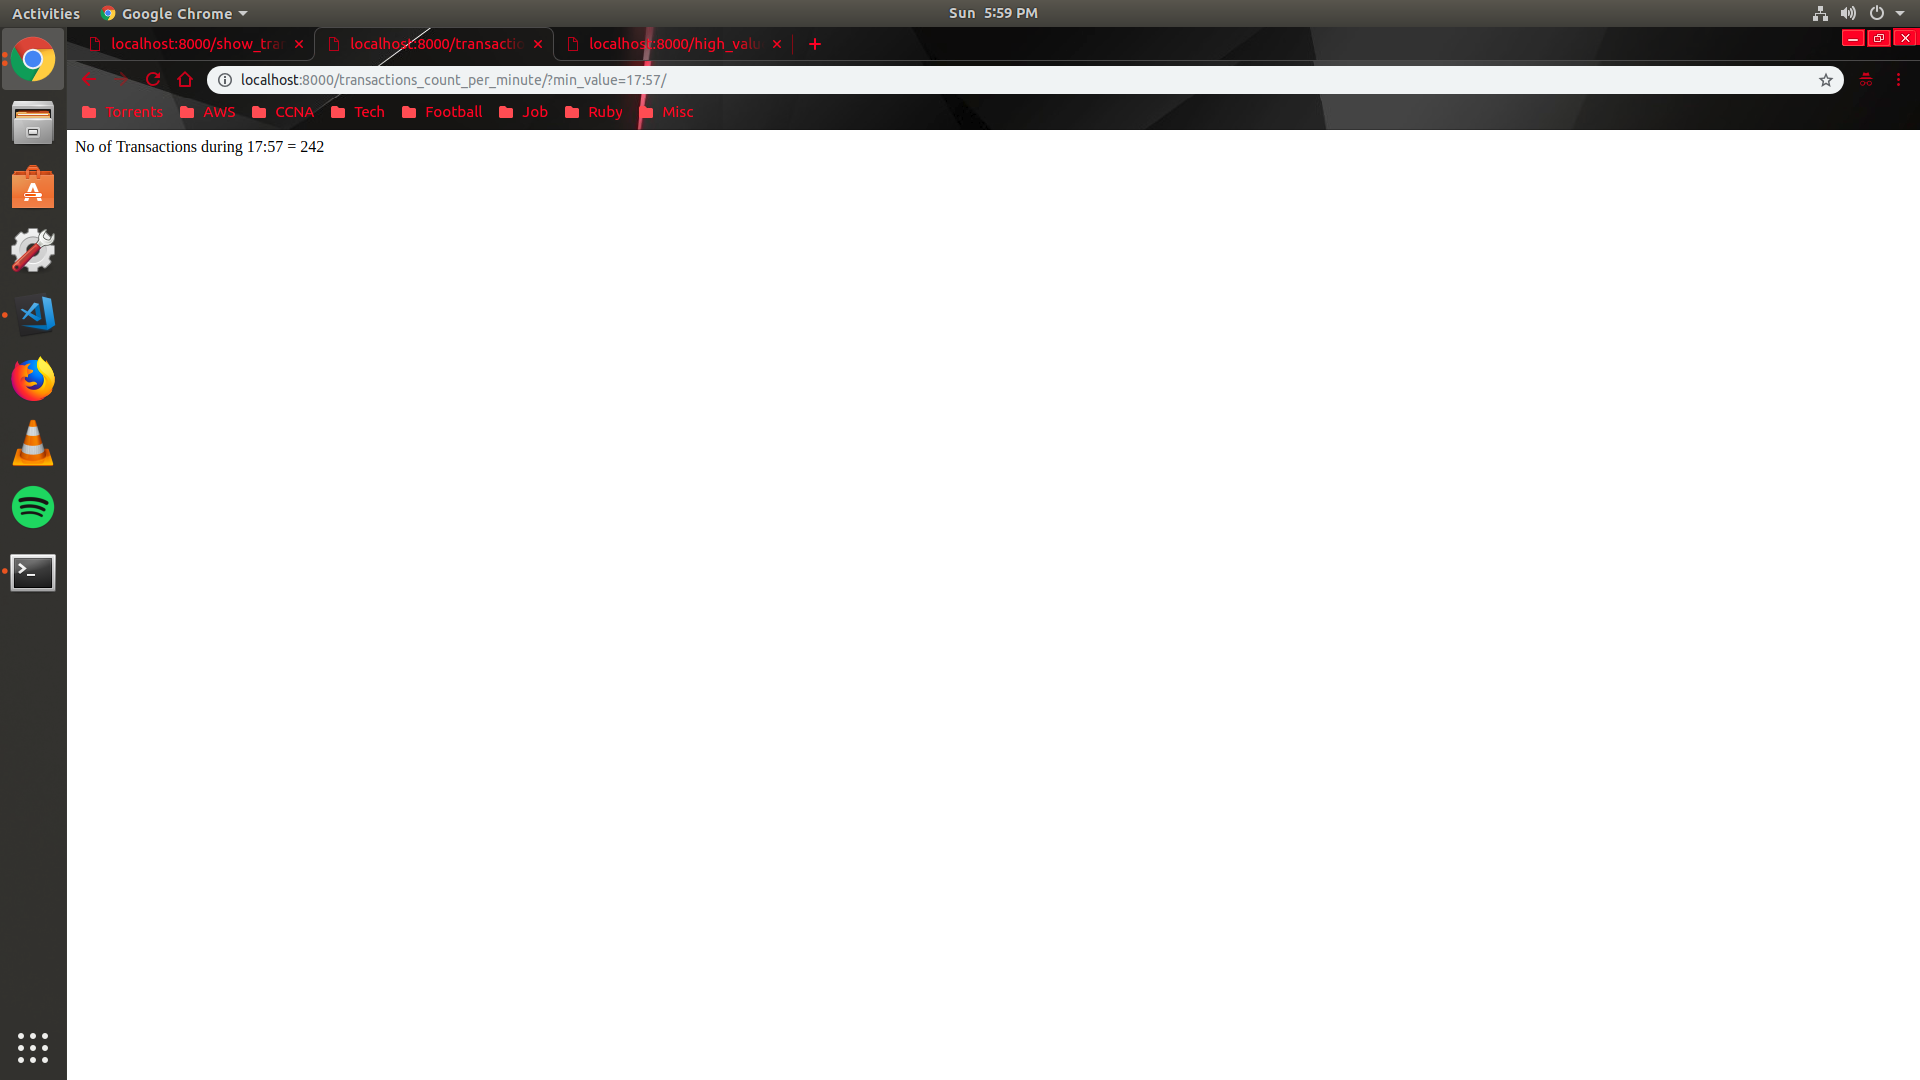 Activities Google Chrome Sun 5:59 PM
localhost:8000/show_tra localhost:8000/transactio localhost:8000/high_valu
localhost:8000/transactions_count_per_minute/?min_value=17:57/
Torrents AWS CCNA Tech Football Job Ruby Misc
No of Transactions during 17:57 = 242